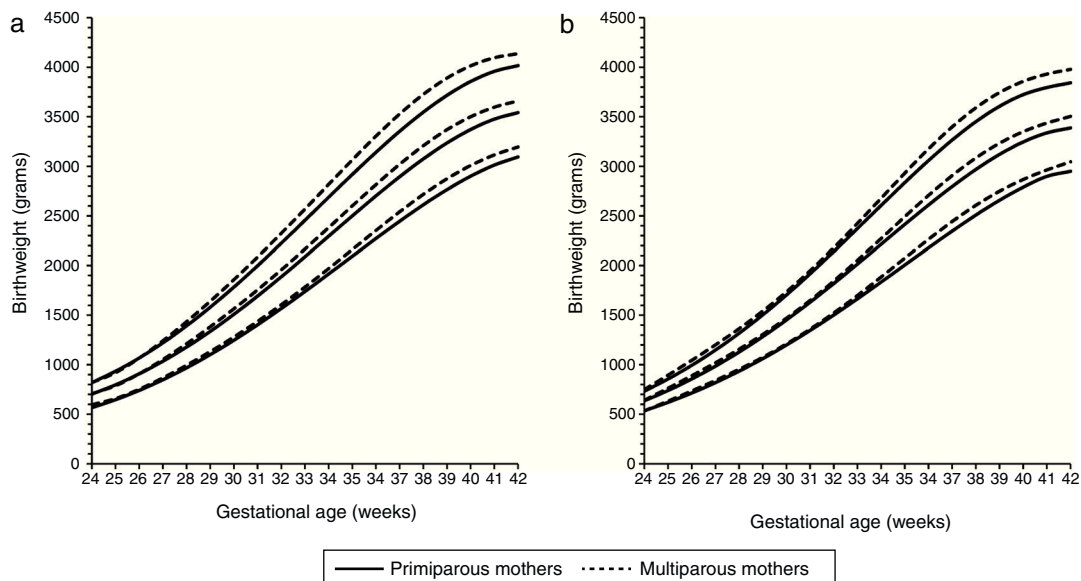 a
4500
4000
3500
3000
2500
2000
1500
1000
500
0
Birthweight (grams)
24 25 26 27 28 29 30 31 32 33 34 35 36 37 38 39 40 41 42
Gestational age (weeks)
b
4500
4000
3500
3000
2500
2000
1500
1000
500
0
Birthweight (grams)
24 25 26 27 28 29 30 31 32 33 34 35 36 37 38 39 40 41 42
Gestational age (weeks)
Primiparous mothers Multiparous mothers